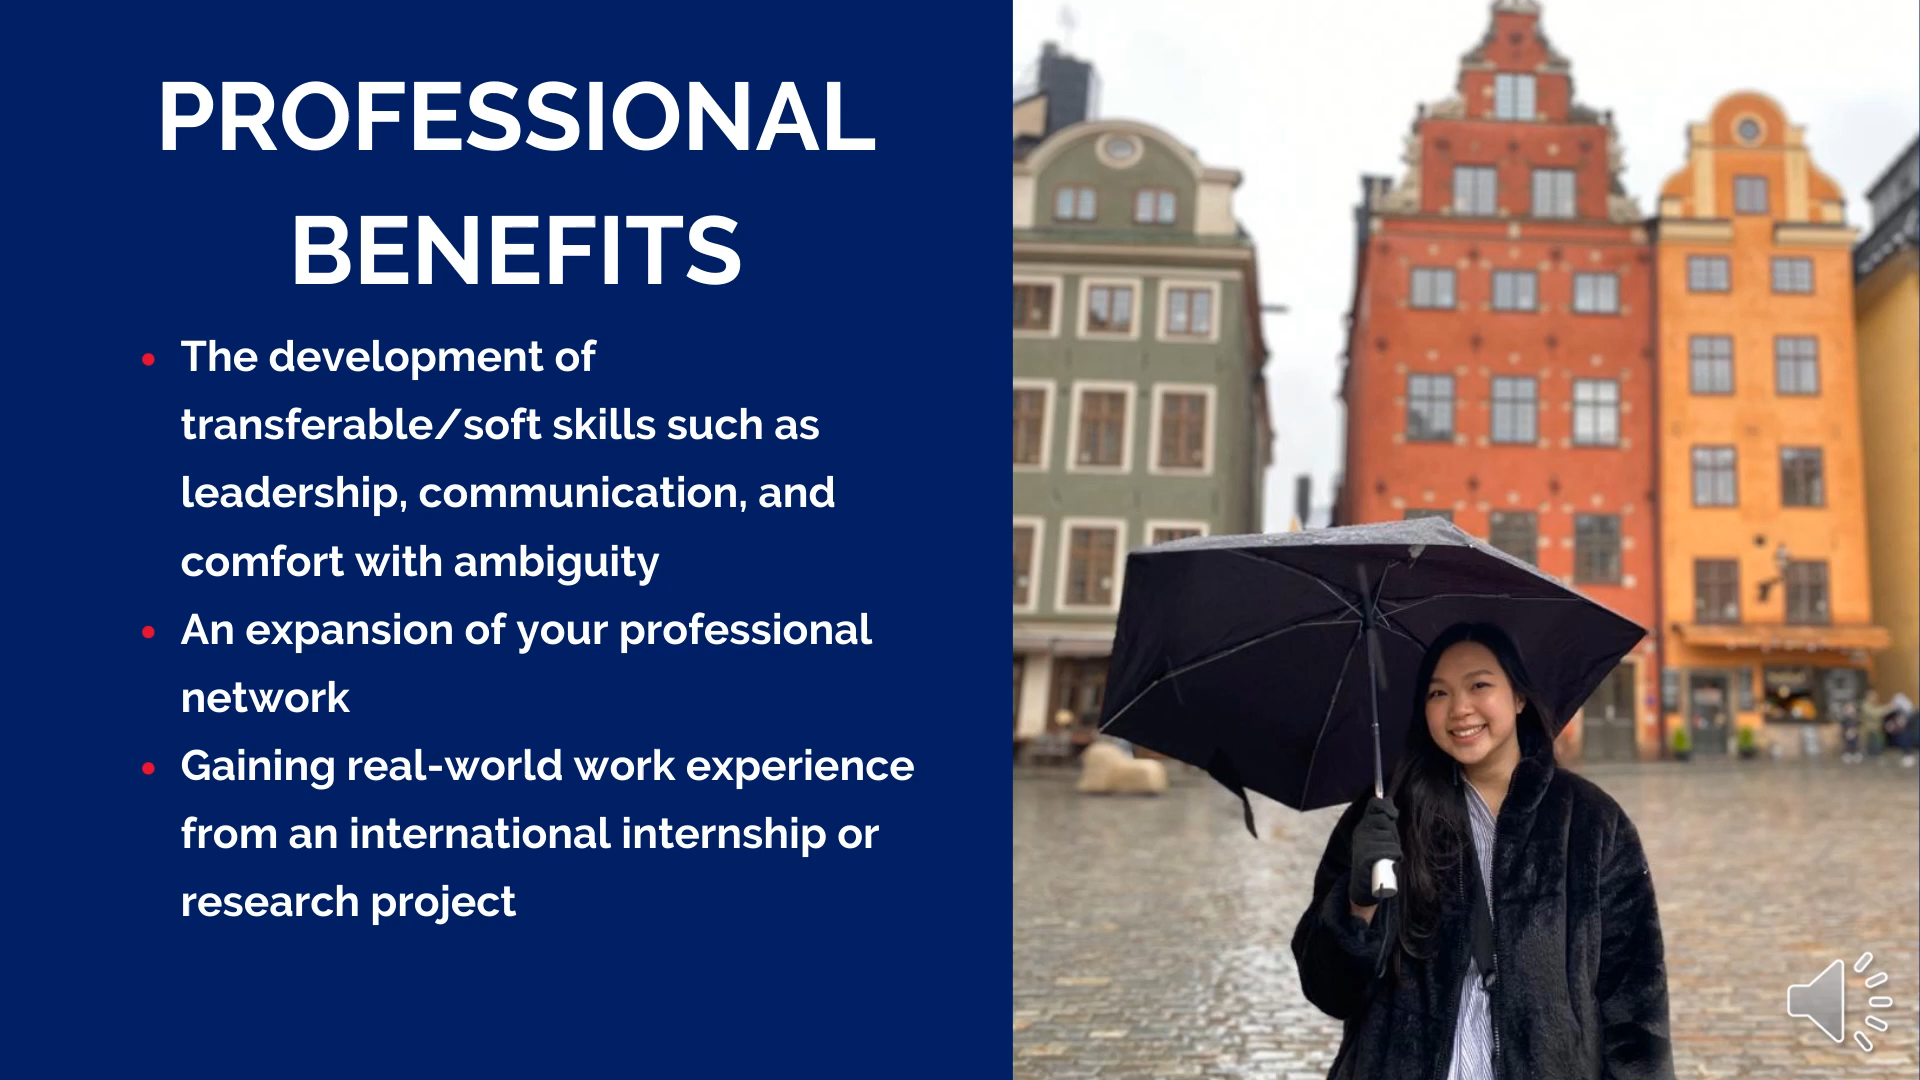 PROFESSIONAL
BENEFITS
• The development of
transferable/soft skills such as
leadership, communication, and
comfort with ambiguity
• An expansion of your professional
network
• Gaining real-world work experience
from an international internship or
research project